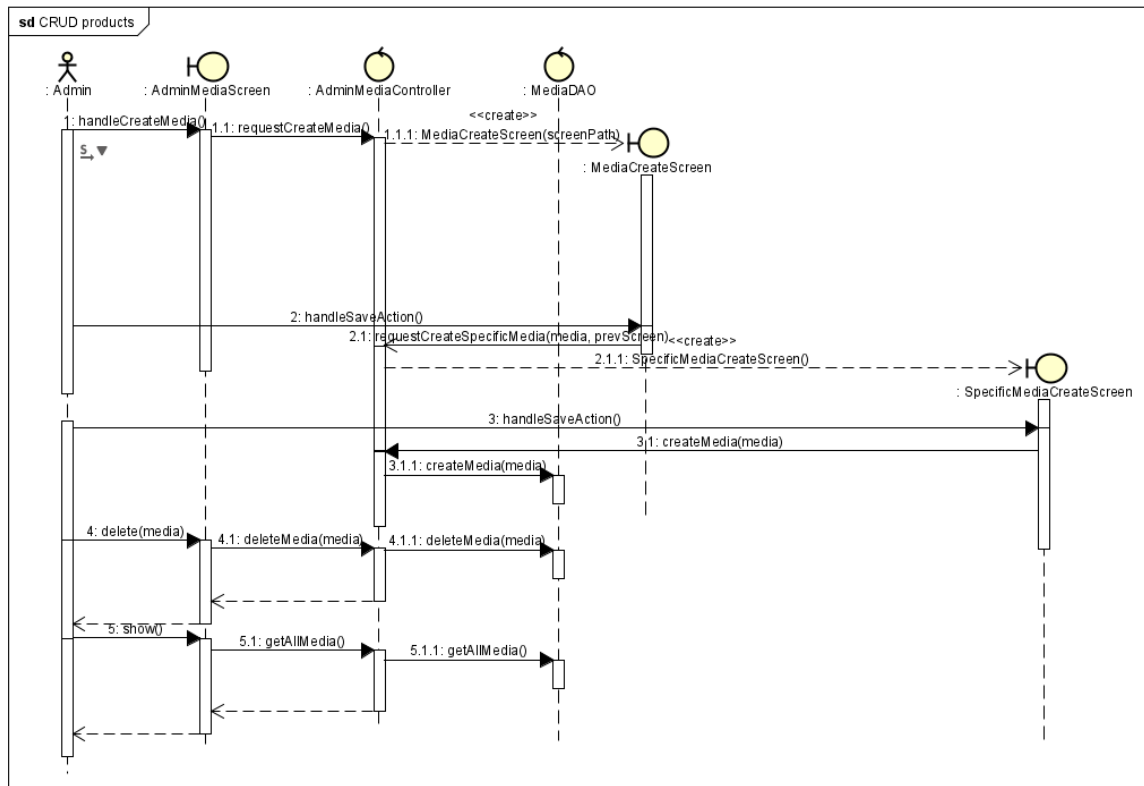 sd CRUD products
: Admin
: AdminMediaScreen
: AdminMediaController
: MediaDAO
<<create>>
1: handleCreateMedia()
1.1: requestCreateMedia()
1.1.1: MediaCreateScreen(screenPath)
S
: MediaCreateScreen
2: handleSaveAction()
2.1: requestCreateSpecificMedia(media, prevScreen)
<<create>>
2.1.1: SpecificMediaCreateScreen()
: SpecificMediaCreateScreen
3: handleSaveAction()
3.1: createMedia(media)
3.1.1: createMedia(media)
4: delete(media)
4.1: deleteMedia(media)
4.1.1: deleteMedia(media)
5: show()
5.1: getAllMedia()
5.1.1: getAllMedia()